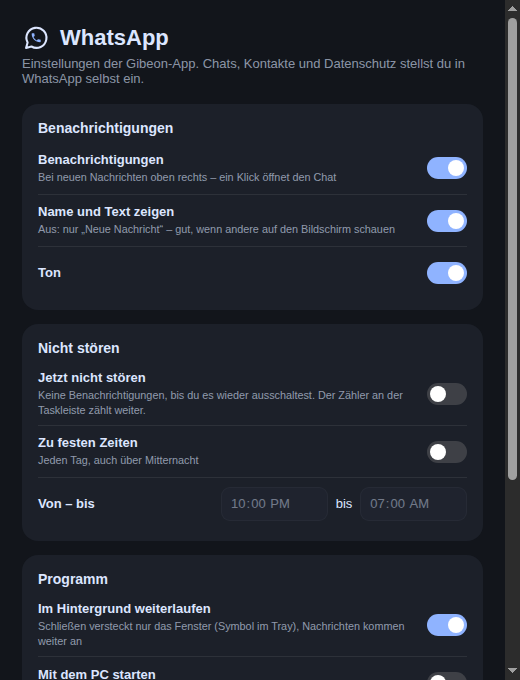 WhatsApp
Einstellungen der Gibeon-App. Chats, Kontakte und Datenschutz stellst du in
WhatsApp selbst ein.
Benachrichtigungen
Benachrichtigungen
Bei neuen Nachrichten oben rechts – ein Klick öffnet den Chat
Name und Text zeigen
Aus: nur „Neue Nachricht“ – gut, wenn andere auf den Bildschirm schauen
Ton
Nicht stören
Jetzt nicht stören
Keine Benachrichtigungen, bis du es wieder ausschaltest. Der Zähler an der
Taskleiste zählt weiter.
Zu festen Zeiten
Jeden Tag, auch über Mitternacht
Von – bis 10:00 PM bis 07:00 AM
Programm
Im Hintergrund weiterlaufen
Schließen versteckt nur das Fenster (Symbol im Tray), Nachrichten kommen
weiter an
Mit dem PC starten